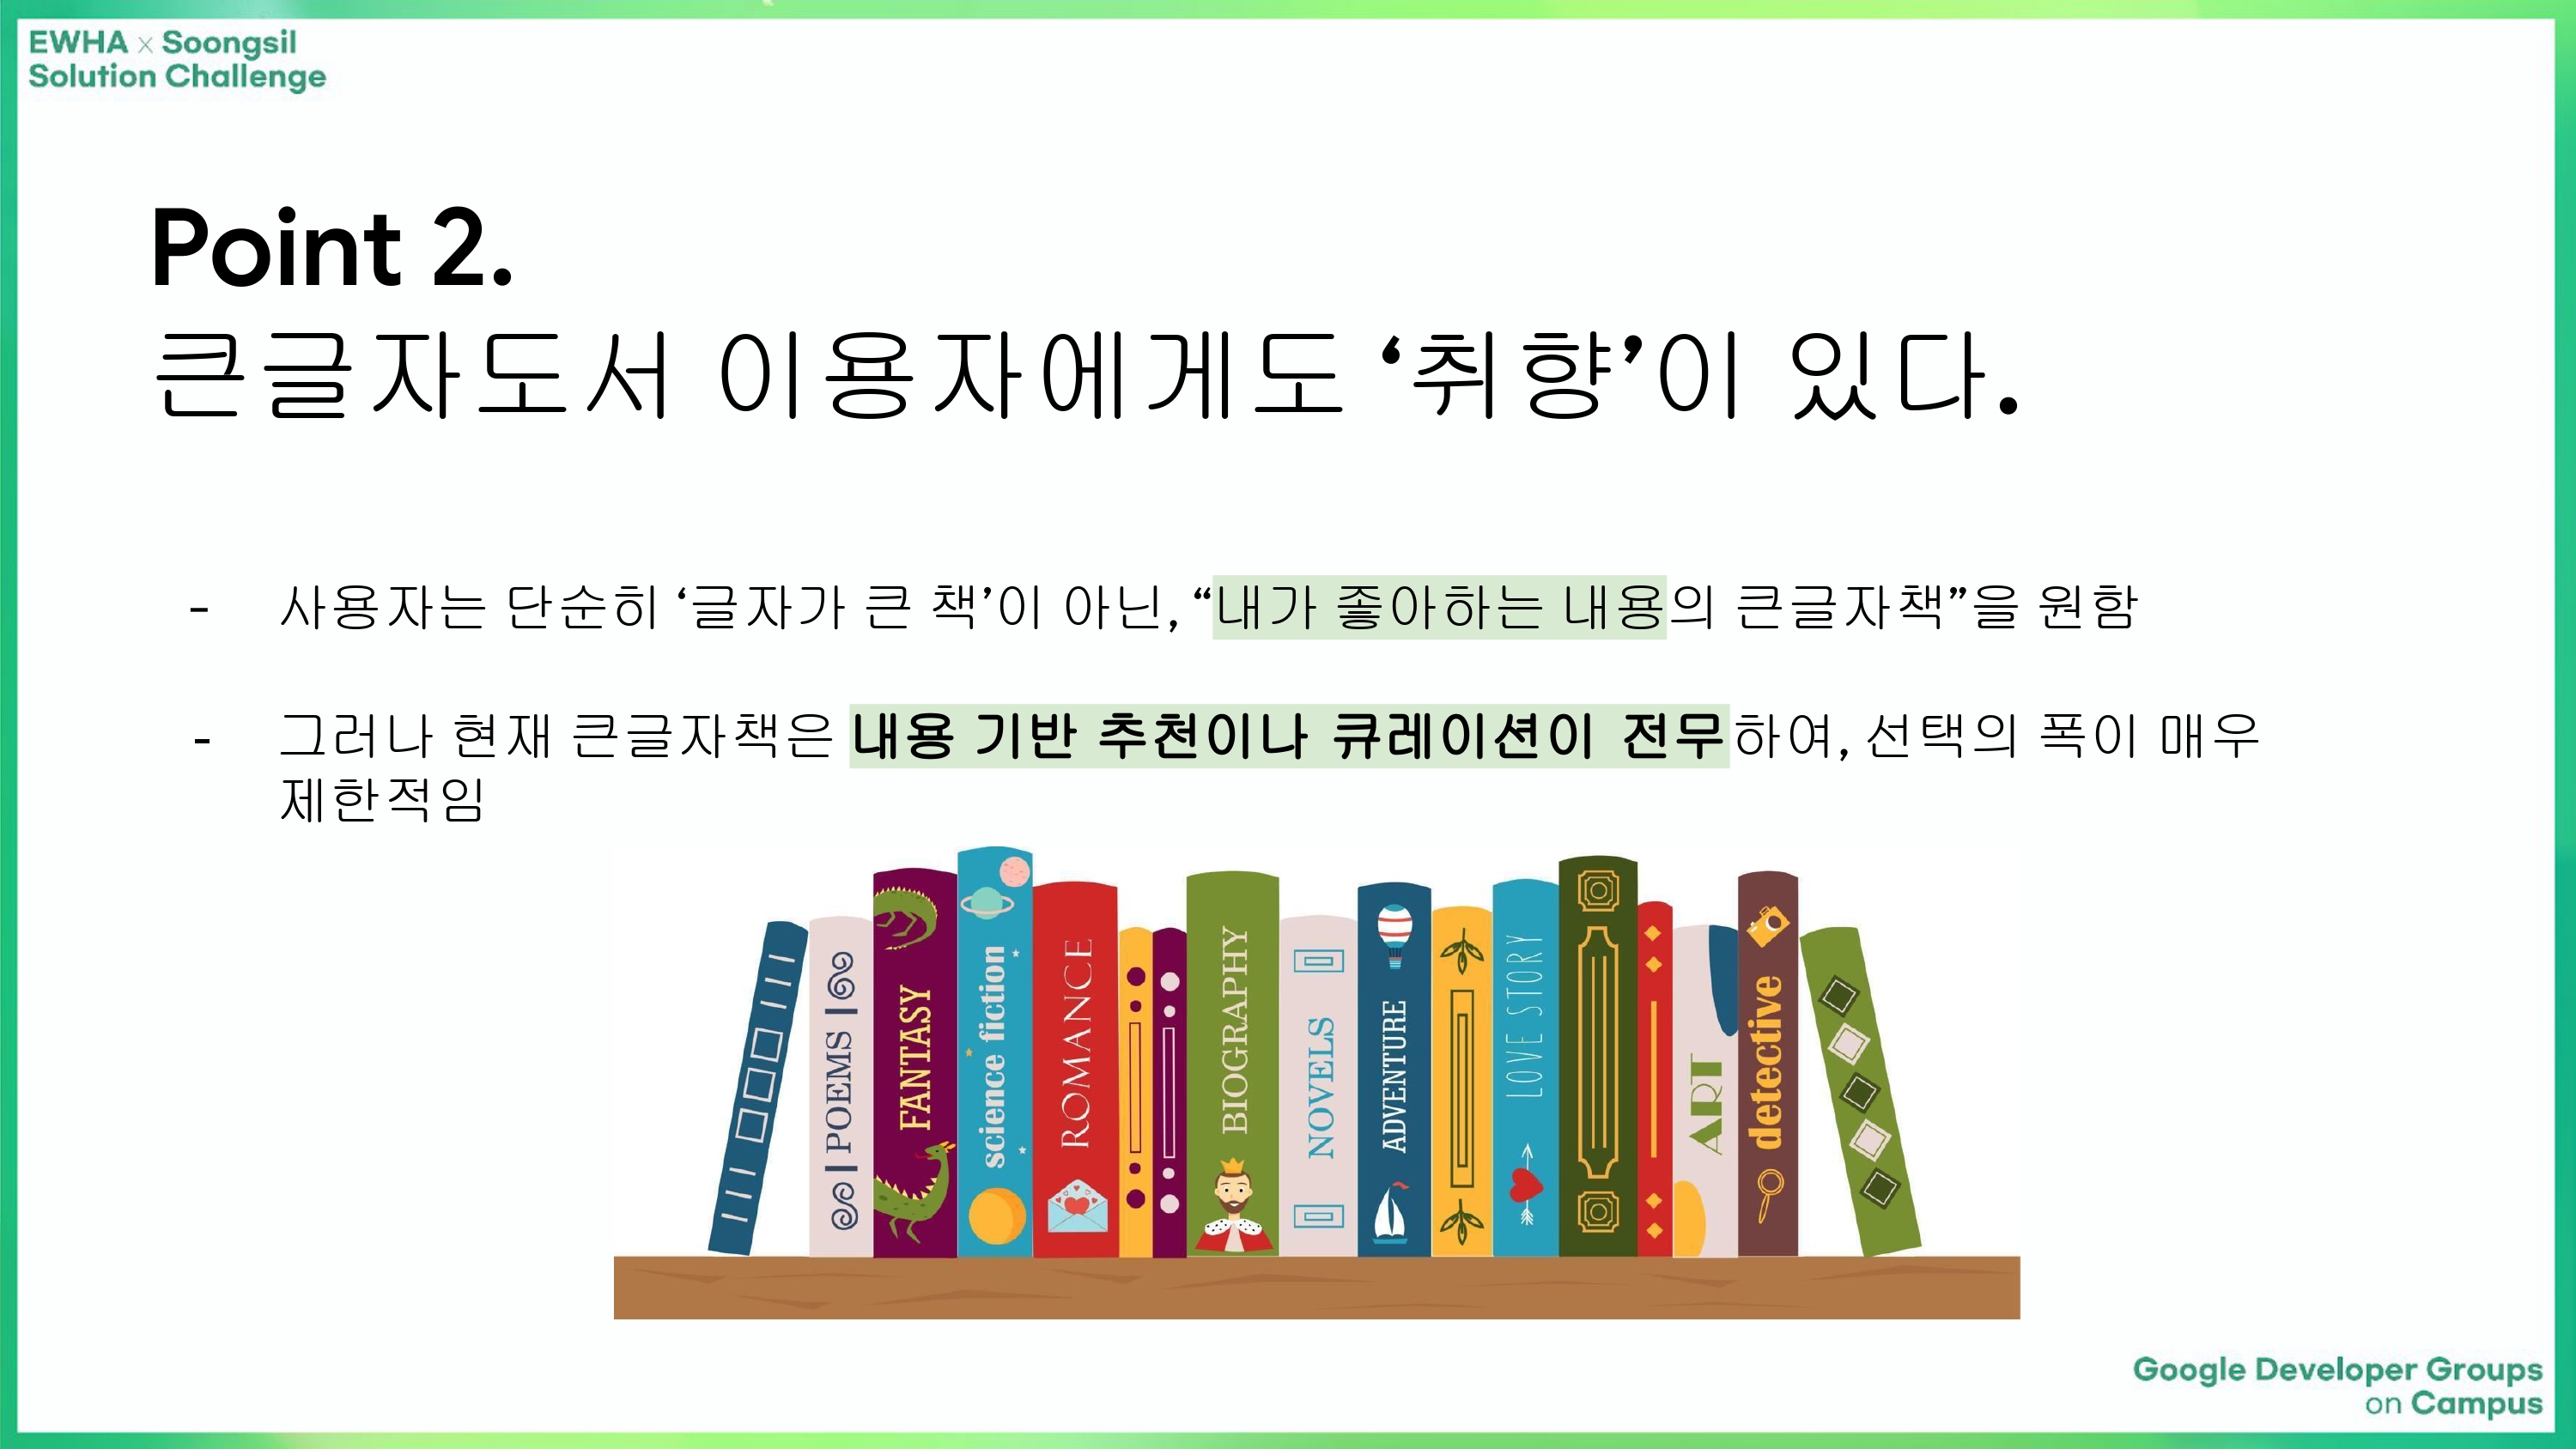 EWHA x Soongsil
Solution Challenge
Point 2.
큰글자도서 이용자에게도 ‘취향’이 있다.
- 사용자는 단순히 ‘글자가 큰 책’이 아닌, “내가 좋아하는 내용의 큰글자책”을 원함
- 그러나 현재 큰글자책은 내용 기반 추천이나 큐레이션이 전무하여, 선택의 폭이 매우
제한적임
POEMS
FANTASY
science fiction
ROMANCE
BIOGRAPHY
NOVELS
ADVENTURE
LOVE STORY
ART
detective
Google Developer Groups
on Campus